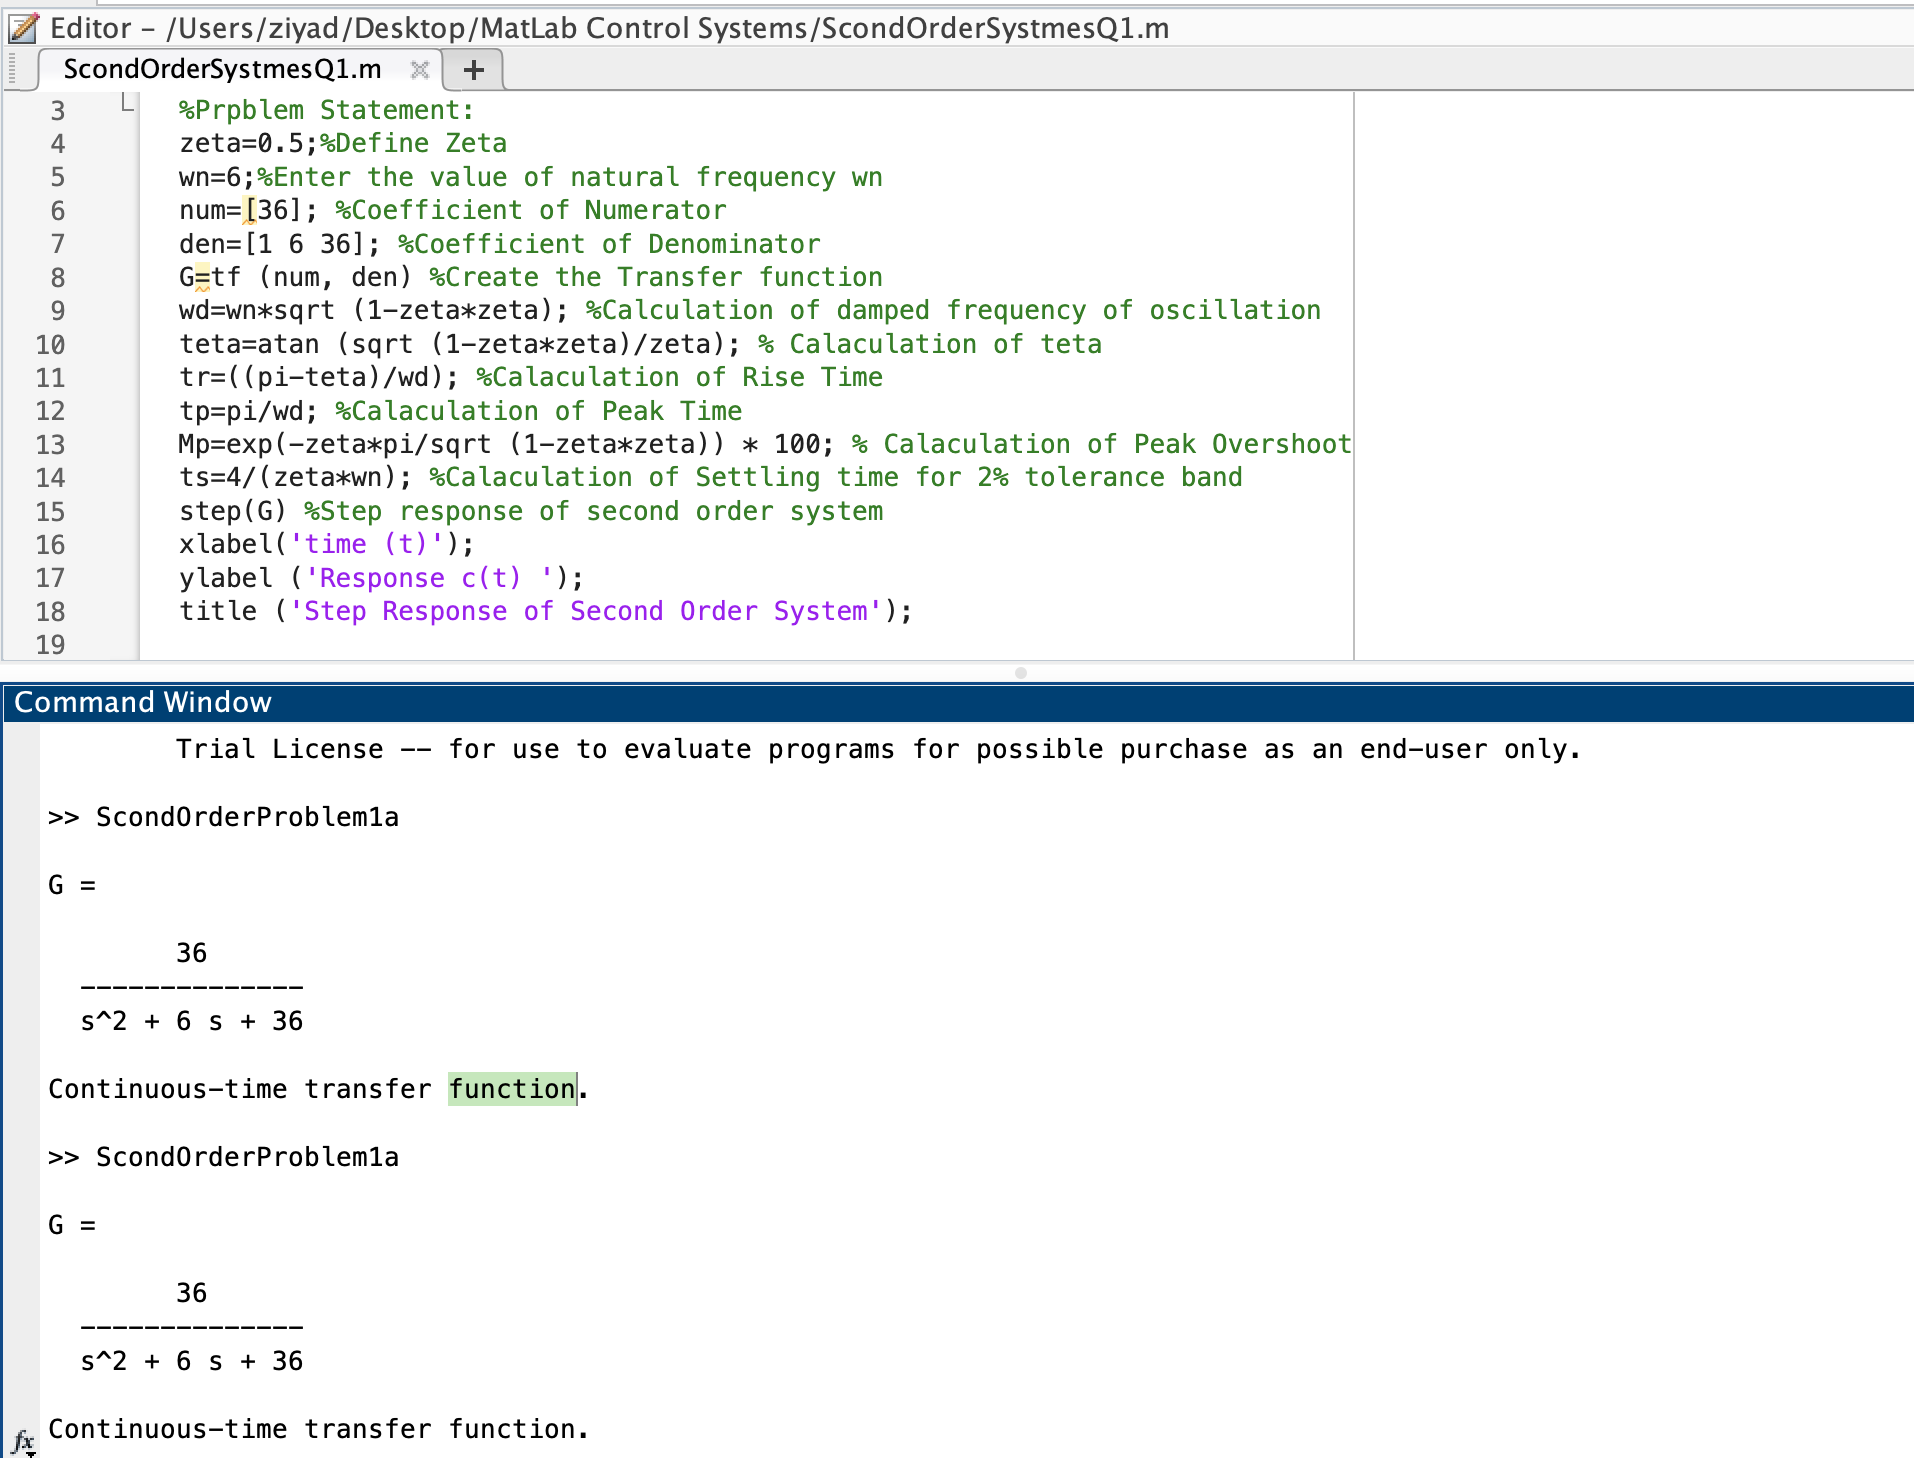 Editor – /Users/ziyad/Desktop/MatLab Control Systems/ScondOrderSystmesQ1.m
ScondOrderSystmesQ1.m
3 %Prpblem Statement:
4 zeta=0.5;%Define Zeta
5 wn=6;%Enter the value of natural frequency wn
6 num=[36]; %Coefficient of Numerator
7 den=[1 6 36]; %Coefficient of Denominator
8 G=tf (num, den) %Create the Transfer function
9 wd=wn*sqrt (1-zeta*zeta); %Calculation of damped frequency of oscillation
10 teta=atan (sqrt (1-zeta*zeta)/zeta); % Calaculation of teta
11 tr=((pi-teta)/wd); %Calaculation of Rise Time
12 tp=pi/wd; %Calaculation of Peak Time
13 Mp=exp(-zeta*pi/sqrt (1-zeta*zeta)) * 100; % Calaculation of Peak Overshoot
14 ts=4/(zeta*wn); %Calaculation of Settling time for 2% tolerance band
15 step(G) %Step response of second order system
16 xlabel('time (t)');
17 ylabel ('Response c(t) ');
18 title ('Step Response of Second Order System');
19
Command Window
Trial License -- for use to evaluate programs for possible purchase as an end-user only.
>> ScondOrderProblem1a
G =
36
--------------
s^2 + 6 s + 36
Continuous-time transfer function.
>> ScondOrderProblem1a
G =
36
--------------
s^2 + 6 s + 36
Continuous-time transfer function.
fx